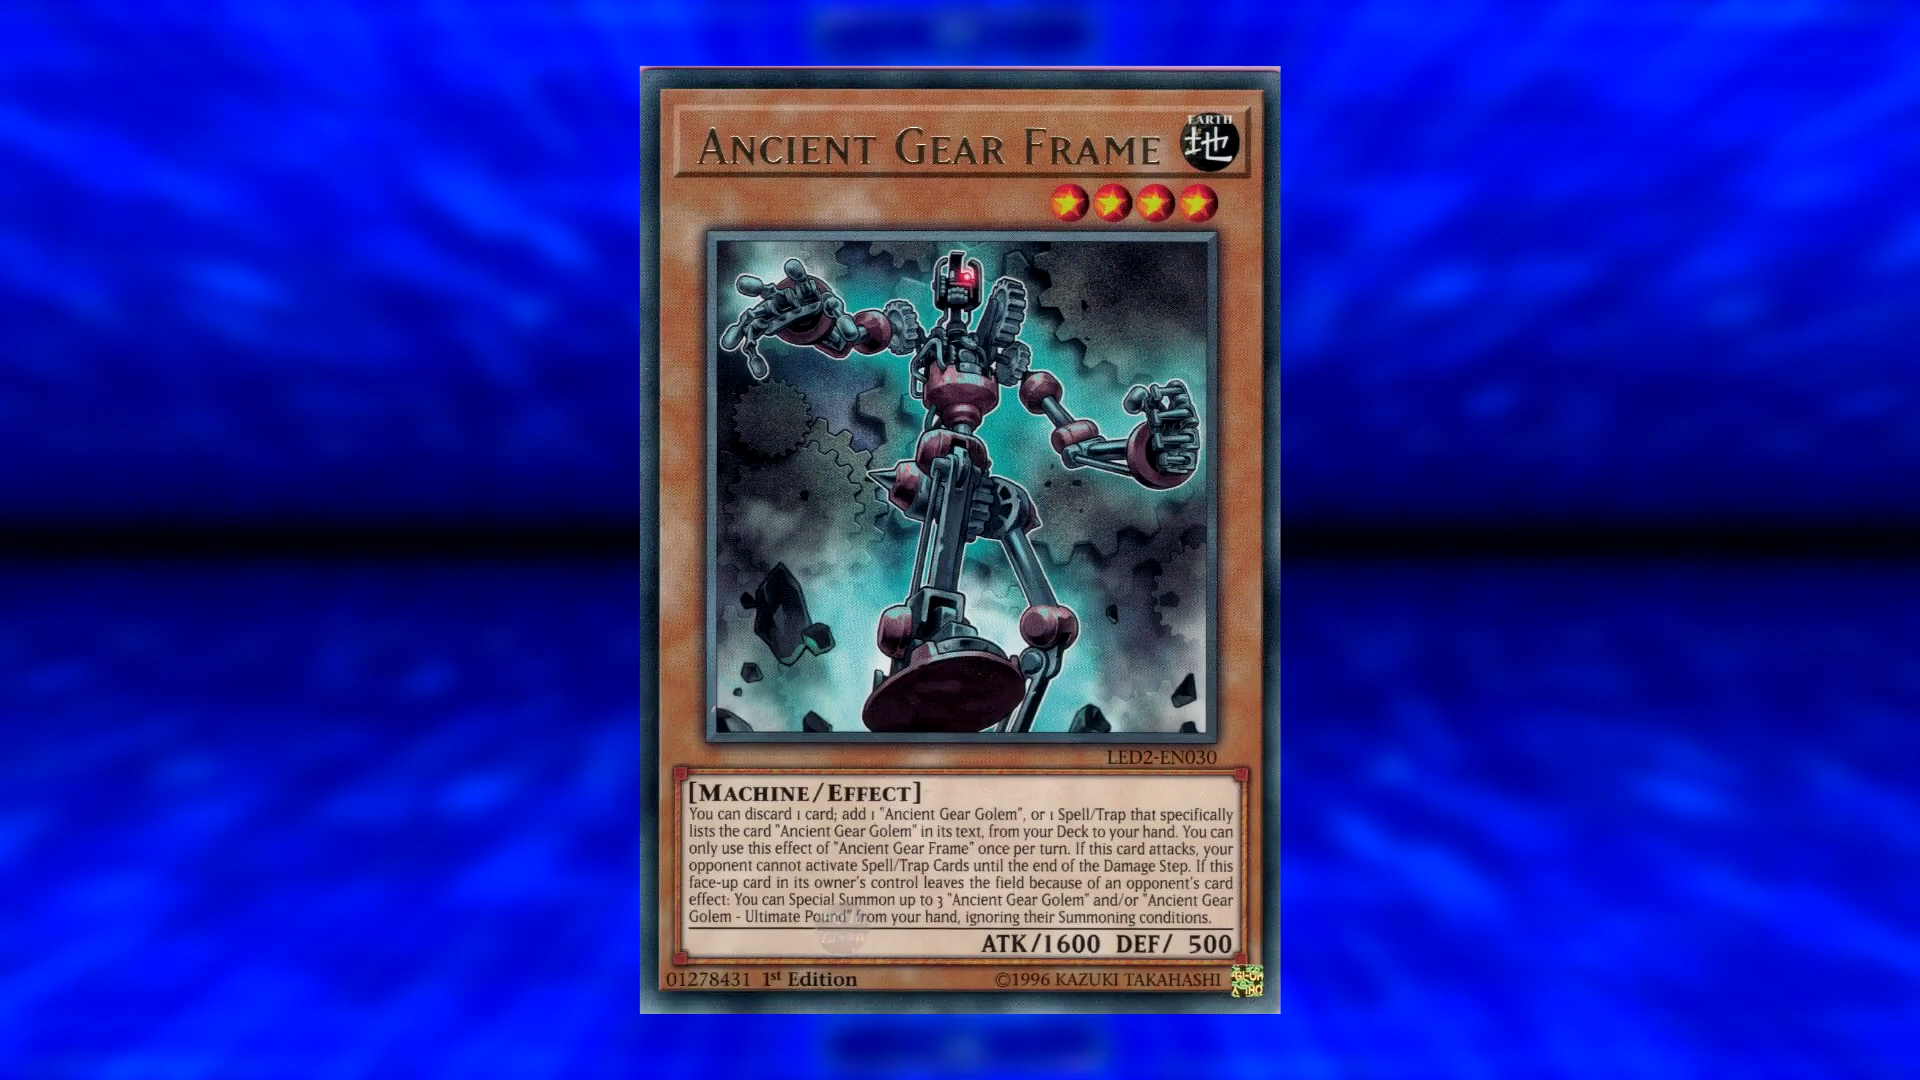 ANCIENT GEAR FRAME
EARTH
地
LED2-EN030
[MACHINE/EFFECT]
You can discard 1 card; add 1 "Ancient Gear Golem", or 1 Spell/Trap that specifically
lists the card "Ancient Gear Golem" in its text, from your Deck to your hand. You can
only use this effect of "Ancient Gear Frame" once per turn. If this card attacks, your
opponent cannot activate Spell/Trap Cards until the end of the Damage Step. If this
face-up card in its owner's control leaves the field because of an opponent's card
effect: You can Special Summon up to 3 "Ancient Gear Golem" and/or "Ancient Gear
Golem - Ultimate Pound" from your hand, ignoring their Summoning conditions.
ATK/1600 DEF/ 500
01278431 1st Edition
©1996 KAZUKI TAKAHASHI